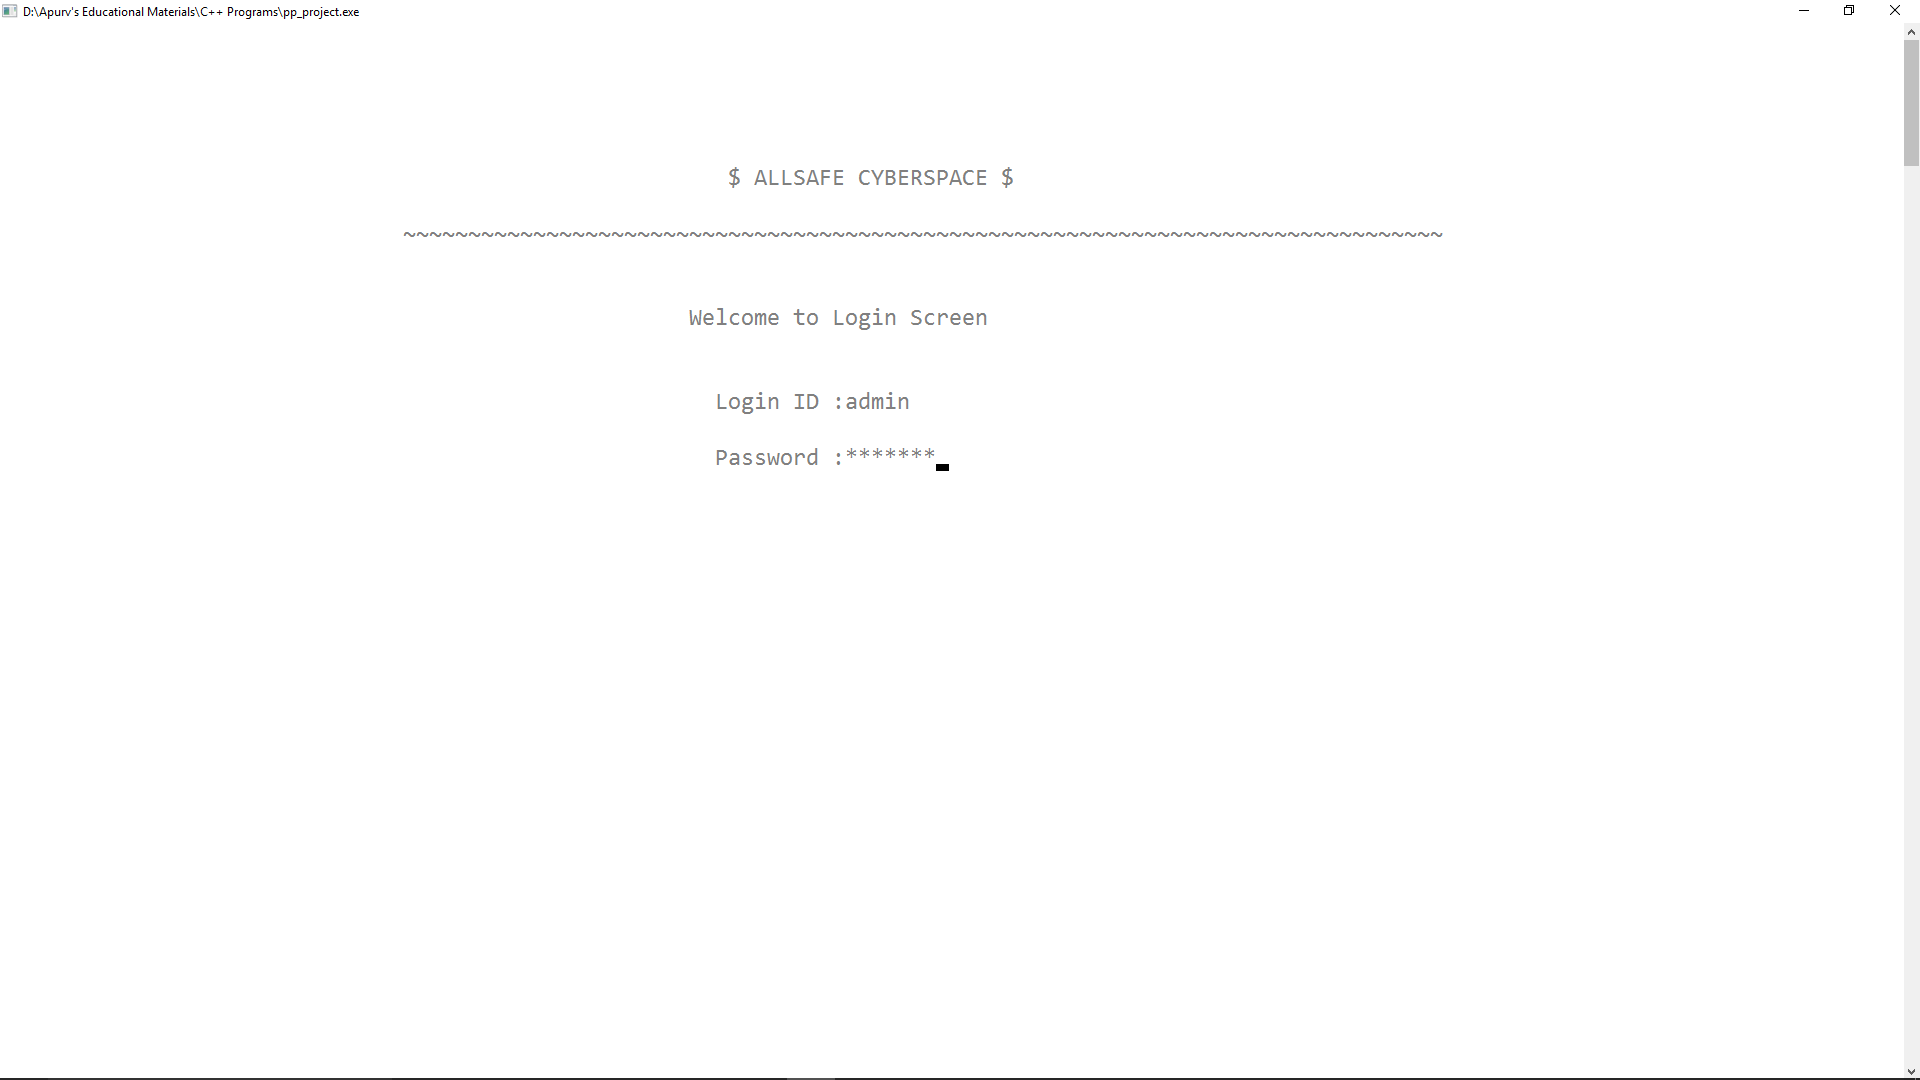 D:\Apurv's Educational Materials\C++ Programs\pp_project.exe
$ ALLSAFE CYBERSPACE $
~~~~~~~~~~~~~~~~~~~~~~~~~~~~~~~~~~~~~~~~~~~~~~~~~~~~~~~~~~~~~~~~~~~~~~~~~~~~~~~~
Welcome to Login Screen
Login ID :admin
Password :*******